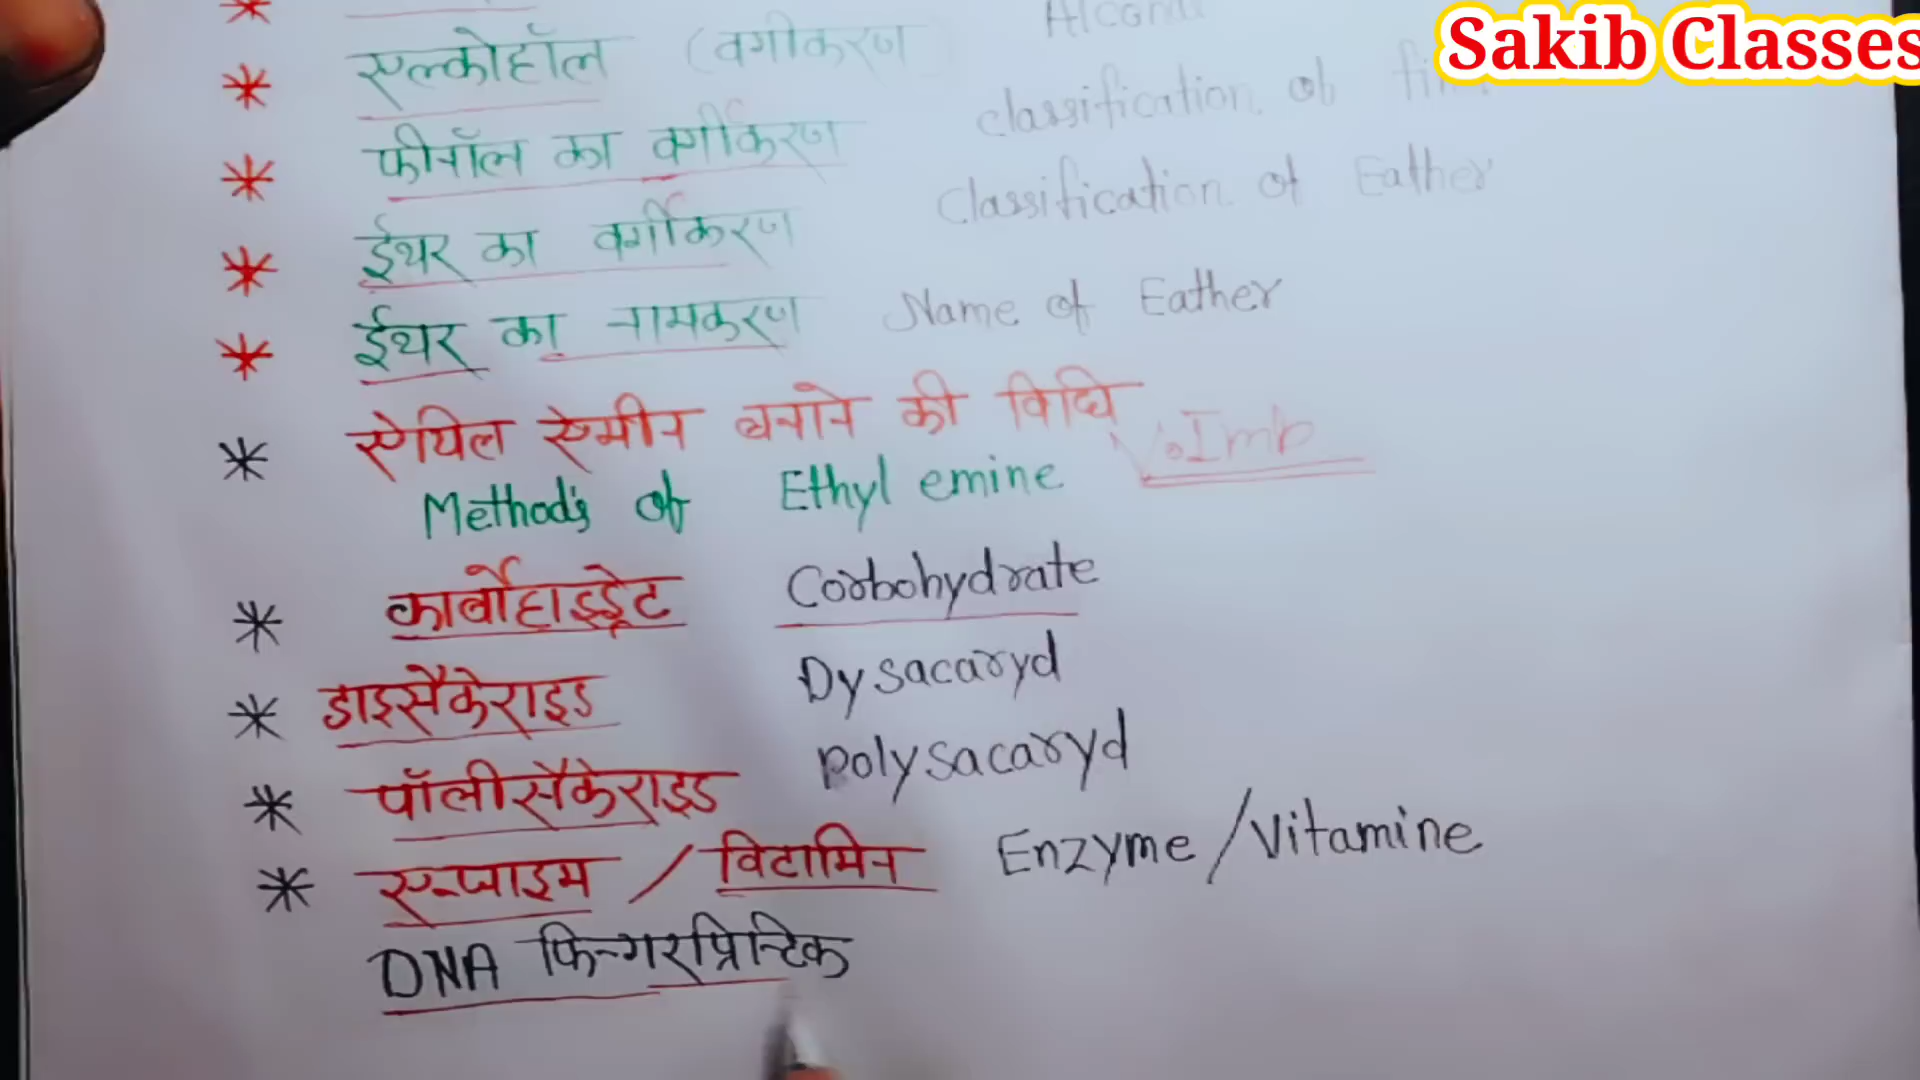 Sakib Classes
एल्कोहॉल (वर्गीकरण
फीनॉल का वर्गीकरण classification of
ईथर का वर्गीकरण Classification of Eather
ईथर का नामकरण Name of Eather
ऐथिल ऐमीन बनाने की विधि V.Imp
Method's of Ethyl emine
कार्बोहाइड्रेट Corbohydrate
डाइसैकेराइड Dysacaryd
पॉलीसैकेराइड polysacaryd
एन्जाइम / विटामिन Enzyme/Vitamine
DNA फिन्गरप्रिन्टिक